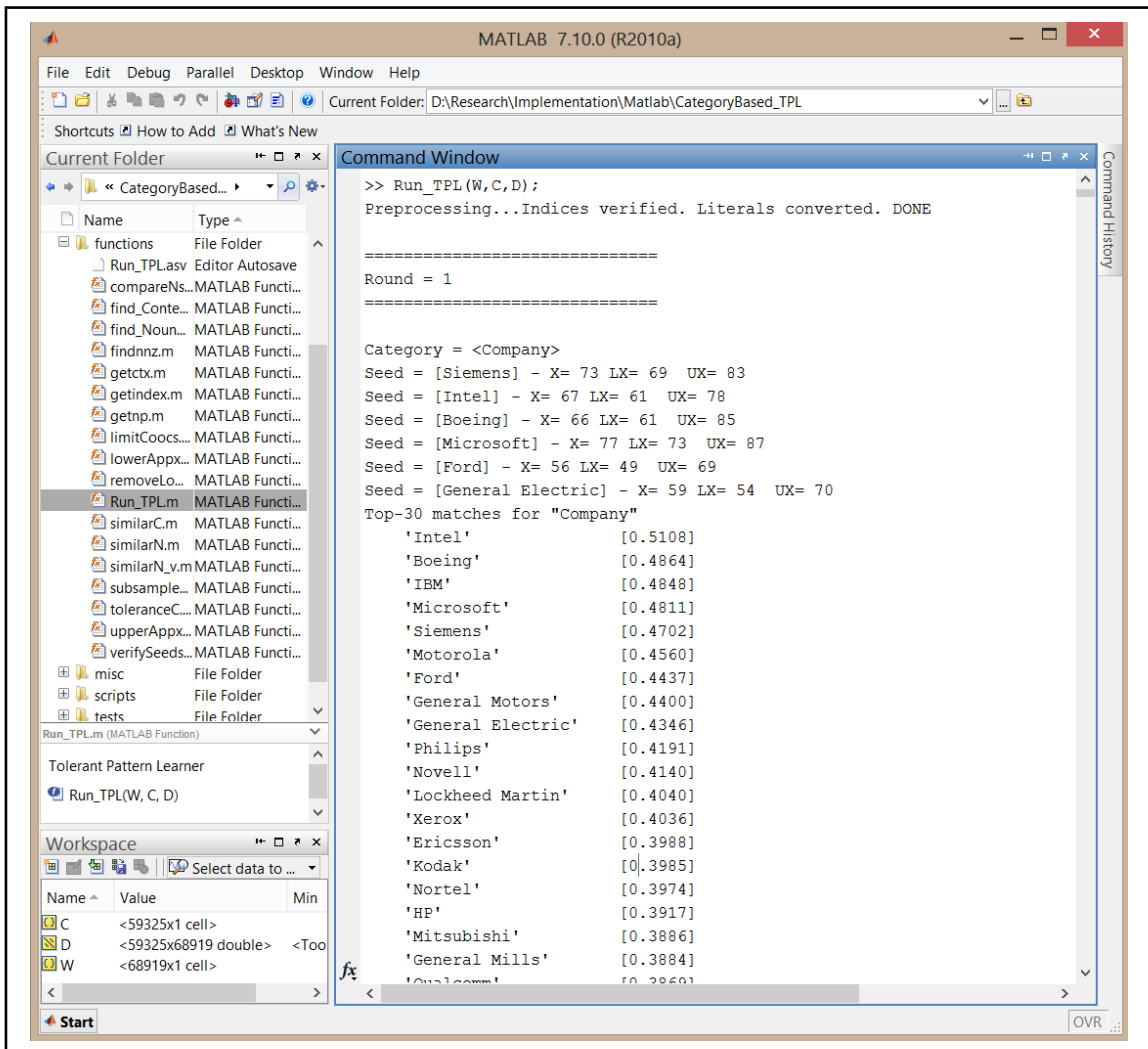 MATLAB 7.10.0 (R2010a)
File Edit Debug Parallel Desktop Window Help
Current Folder: D:\Research\Implementation\Matlab\CategoryBased_TPL
Shortcuts How to Add What's New
Current Folder
« CategoryBased...
Name Type
functions File Folder
Run_TPL.asv Editor Autosave
compareNs... MATLAB Functi...
find_Conte... MATLAB Functi...
find_Noun... MATLAB Functi...
findnnz.m MATLAB Functi...
getctx.m MATLAB Functi...
getindex.m MATLAB Functi...
getnp.m MATLAB Functi...
limitCoocs.... MATLAB Functi...
lowerAppx... MATLAB Functi...
removeLo... MATLAB Functi...
Run_TPL.m MATLAB Functi...
similarC.m MATLAB Functi...
similarN.m MATLAB Functi...
similarN_v.m MATLAB Functi...
subsample... MATLAB Functi...
toleranceC.... MATLAB Functi...
upperAppx... MATLAB Functi...
verifySeeds... MATLAB Functi...
misc File Folder
scripts File Folder
tests File Folder
Run_TPL.m (MATLAB Function)
Tolerant Pattern Learner
Run_TPL(W, C, D)
Workspace
Select data to ...
Name Value Min
C <59325x1 cell>
D <59325x68919 double> <Too
W <68919x1 cell>
Command Window
>> Run_TPL(W,C,D);
Preprocessing...Indices verified. Literals converted. DONE
==============================
Round = 1
==============================
Category = <Company>
Seed = [Siemens] - X= 73 LX= 69 UX= 83
Seed = [Intel] - X= 67 LX= 61 UX= 78
Seed = [Boeing] - X= 66 LX= 61 UX= 85
Seed = [Microsoft] - X= 77 LX= 73 UX= 87
Seed = [Ford] - X= 56 LX= 49 UX= 69
Seed = [General Electric] - X= 59 LX= 54 UX= 70
Top-30 matches for "Company"
'Intel' [0.5108]
'Boeing' [0.4864]
'IBM' [0.4848]
'Microsoft' [0.4811]
'Siemens' [0.4702]
'Motorola' [0.4560]
'Ford' [0.4437]
'General Motors' [0.4400]
'General Electric' [0.4346]
'Philips' [0.4191]
'Novell' [0.4140]
'Lockheed Martin' [0.4040]
'Xerox' [0.4036]
'Ericsson' [0.3988]
'Kodak' [0.3985]
'Nortel' [0.3974]
'HP' [0.3917]
'Mitsubishi' [0.3886]
'General Mills' [0.3884]
'Qualcomm' [0.3869]
fx
Command History
Start
OVR